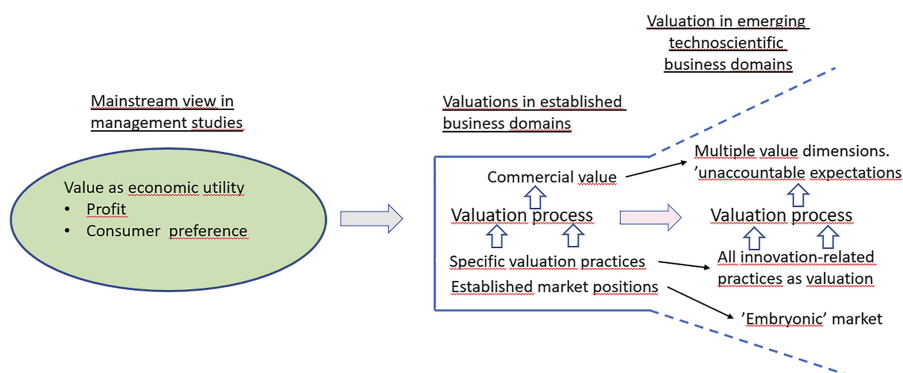 Valuation in emerging
technoscientific
business domains
Mainstream view in
management studies
Valuations in established
business domains
Value as economic utility
• Profit
• Consumer preference
Commercial value
Valuation process
Specific valuation practices
Established market positions
Multiple value dimensions.
’unaccountable expectations
Valuation process
All innovation-related
practices as valuation
’Embryonic’ market